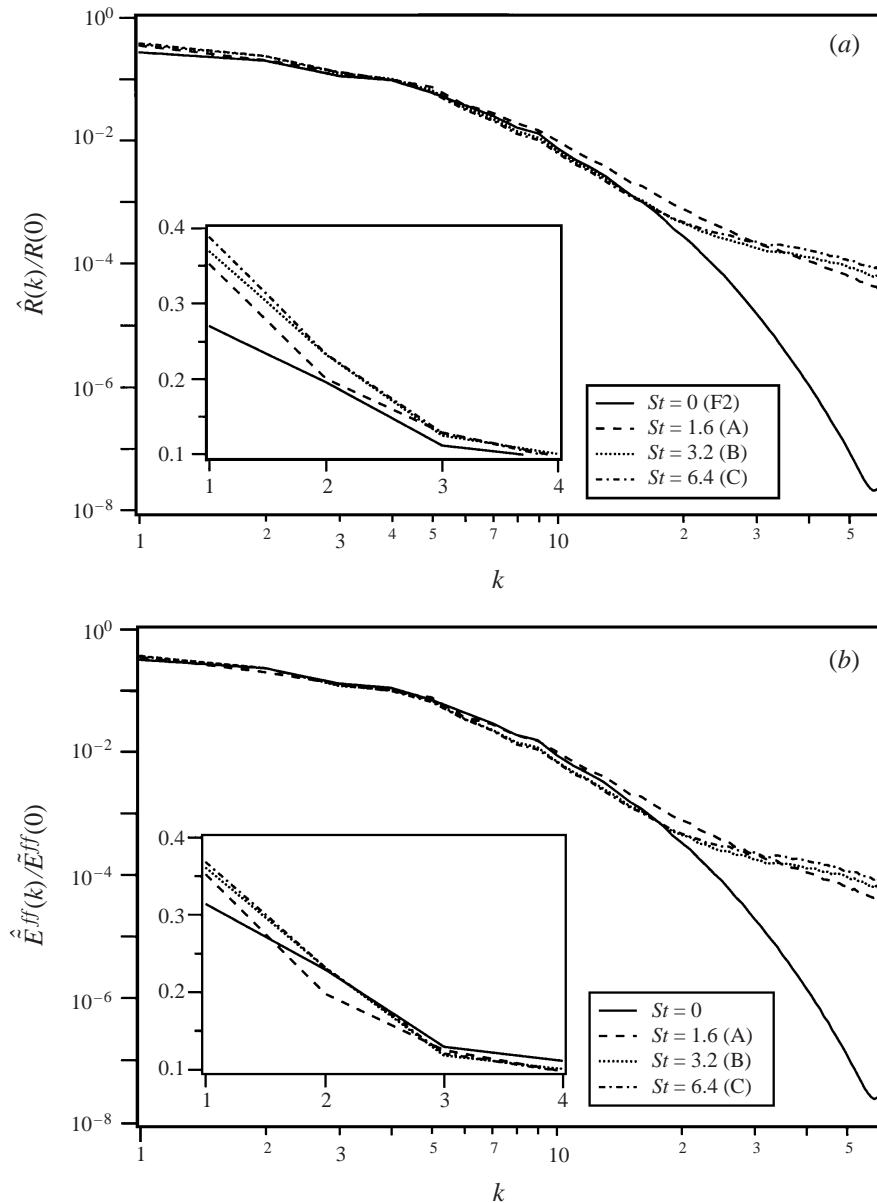 10^0
(a)
10^−2
10^−4
10^−6
10^−8
R̂(k)/R(0)
0.4
0.3
0.2
0.1
1 2 3 4
St = 0 (F2)
St = 1.6 (A)
St = 3.2 (B)
St = 6.4 (C)
1 2 3 4 5 7 10 2 3 5
k
10^0
(b)
10^−2
10^−4
10^−6
10^−8
Ẽ̂^ff(k)/Ẽ^ff(0)
0.4
0.3
0.2
0.1
1 2 3 4
St = 0
St = 1.6 (A)
St = 3.2 (B)
St = 6.4 (C)
1 2 3 4 5 7 10 2 3 5
k